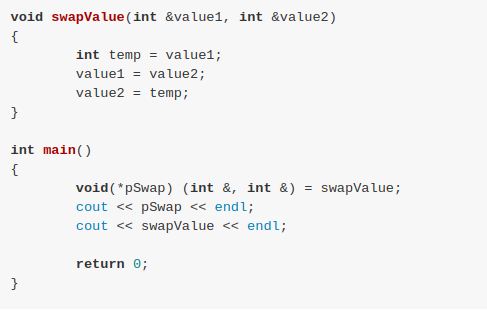 void swapValue(int &value1, int &value2)
{
        int temp = value1;
        value1 = value2;
        value2 = temp;
}

int main()
{
        void(*pSwap) (int &, int &) = swapValue;
        cout << pSwap << endl;
        cout << swapValue << endl;

        return 0;
}